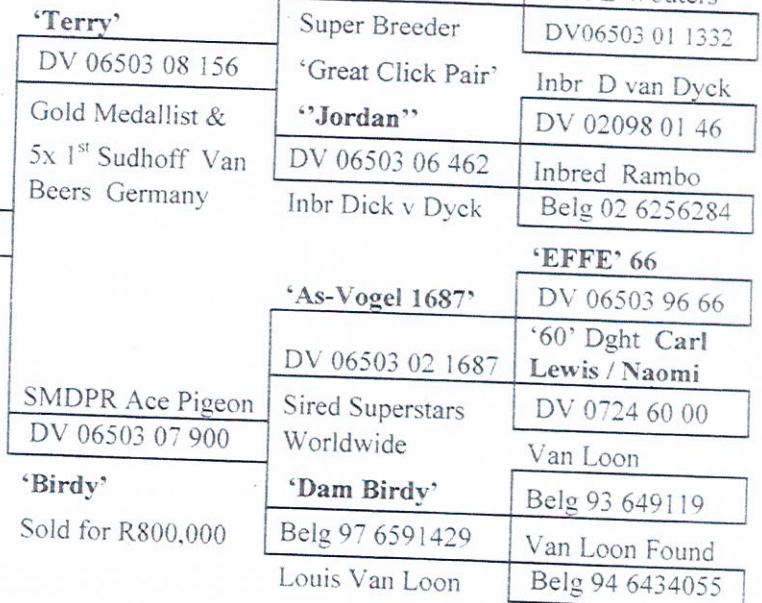 'Terry'
DV 06503 08 156
Gold Medallist &
5x 1st Sudhoff Van
Beers Germany
SMDPR Ace Pigeon
DV 06503 07 900
'Birdy'
Sold for R800,000
Super Breeder
'Great Click Pair'
‘’Jordan’’
DV 06503 06 462
Inbr Dick v Dyck
'As-Vogel 1687'
DV 06503 02 1687
Sired Superstars
Worldwide
'Dam Birdy'
Belg 97 6591429
Louis Van Loon
DV06503 01 1332
Inbr D van Dyck
DV 02098 01 46
Inbred Rambo
Belg 02 6256284
'EFFE' 66
DV 06503 96 66
'60' Dght Carl
Lewis / Naomi
DV 0724 60 00
Van Loon
Belg 93 649119
Van Loon Found
Belg 94 6434055